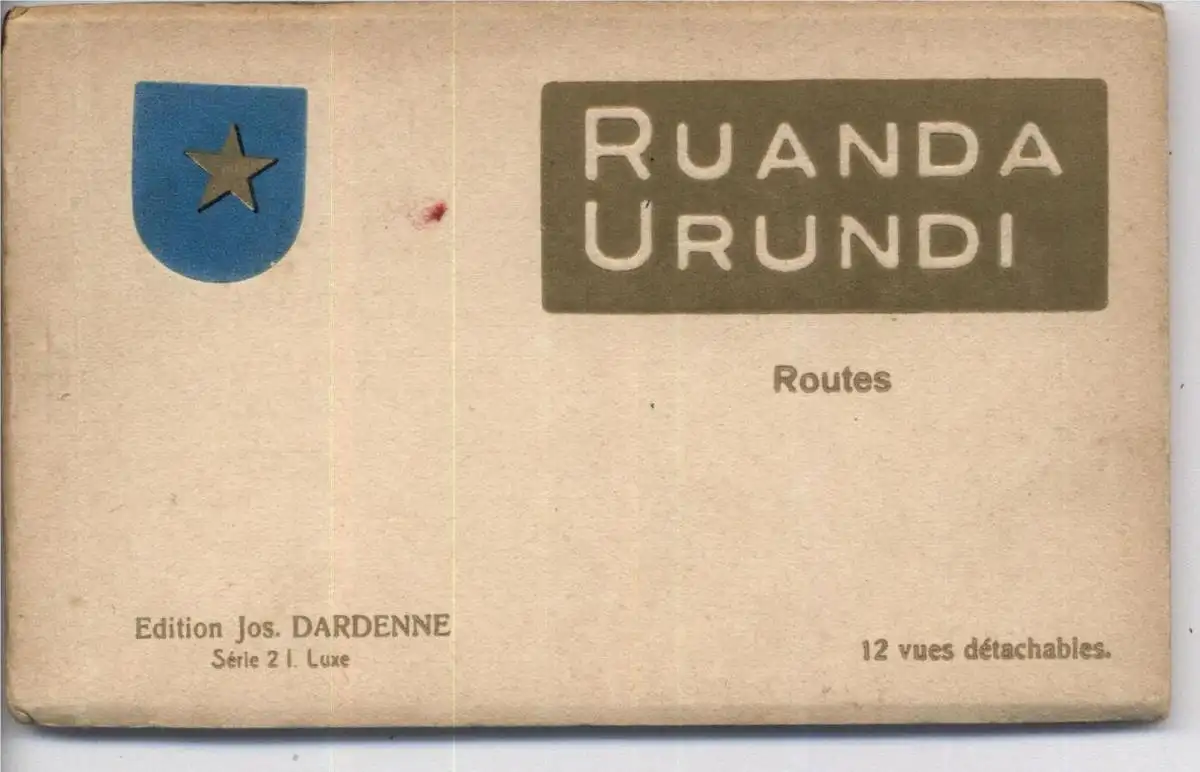 RUANDA
URUNDI
Routes
Edition Jos. DARDENNE
Série 2 I. Luxe
12 vues détachables.